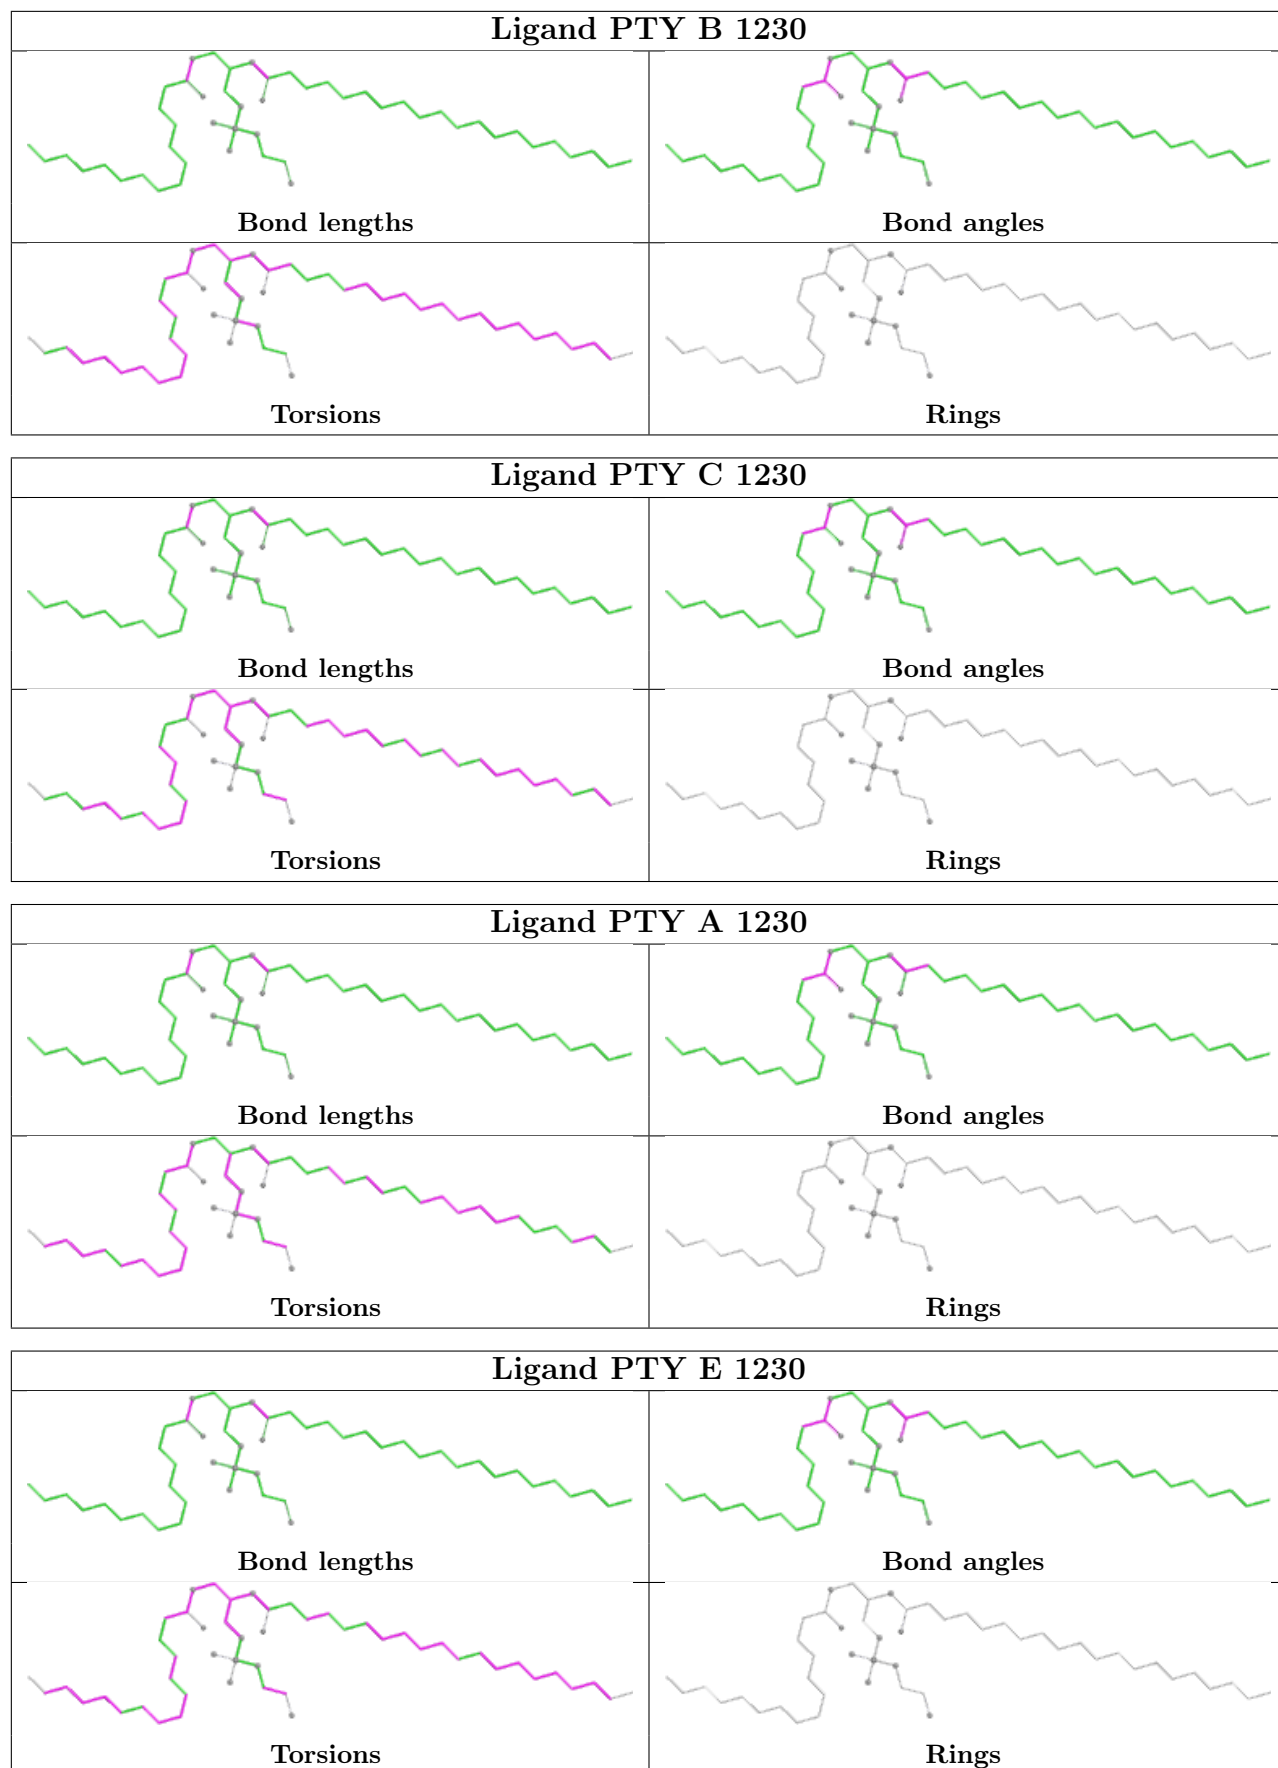 Ligand PTY B 1230
Bond lengths
Bond angles
Torsions
Rings
Ligand PTY C 1230
Bond lengths
Bond angles
Torsions
Rings
Ligand PTY A 1230
Bond lengths
Bond angles
Torsions
Rings
Ligand PTY E 1230
Bond lengths
Bond angles
Torsions
Rings